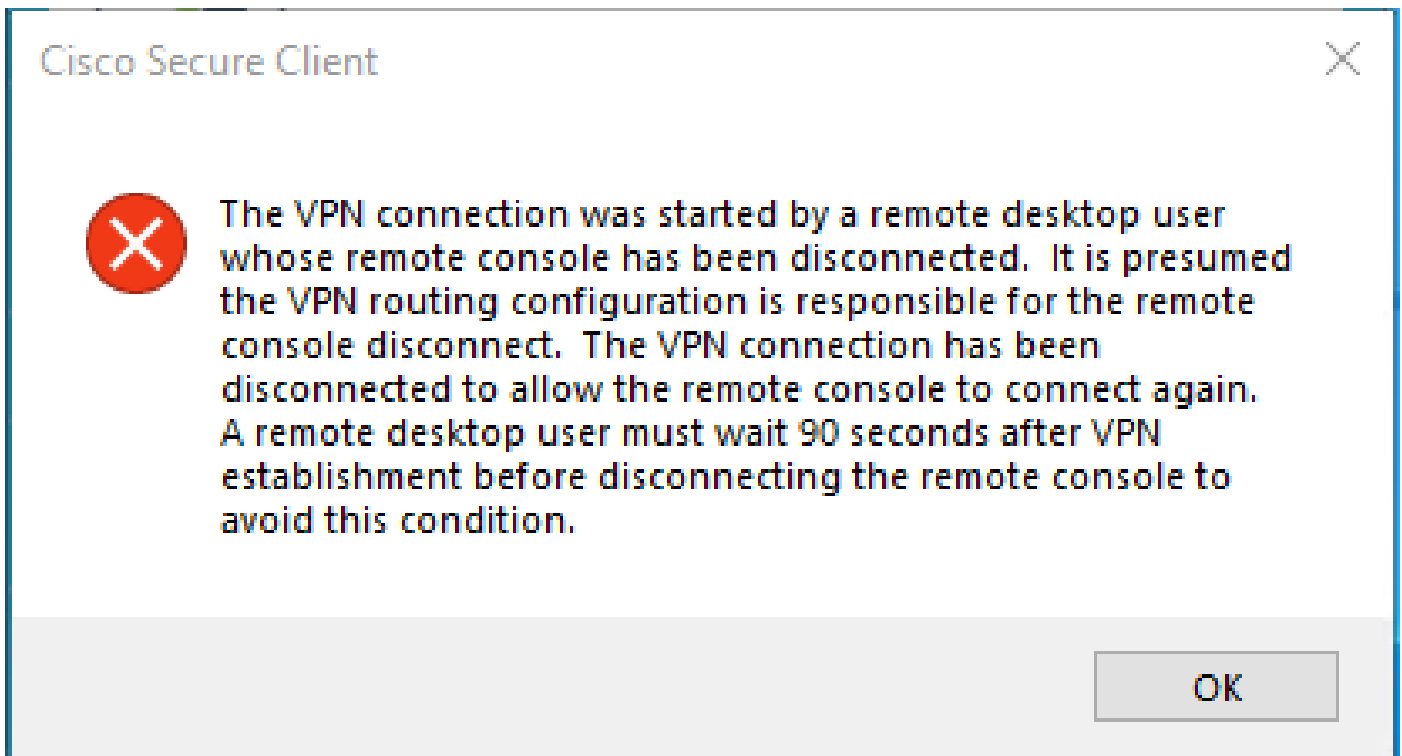 Cisco Secure Client
The VPN connection was started by a remote desktop user
whose remote console has been disconnected.  It is presumed
the VPN routing configuration is responsible for the remote
console disconnect.  The VPN connection has been
disconnected to allow the remote console to connect again.
A remote desktop user must wait 90 seconds after VPN
establishment before disconnecting the remote console to
avoid this condition.
OK